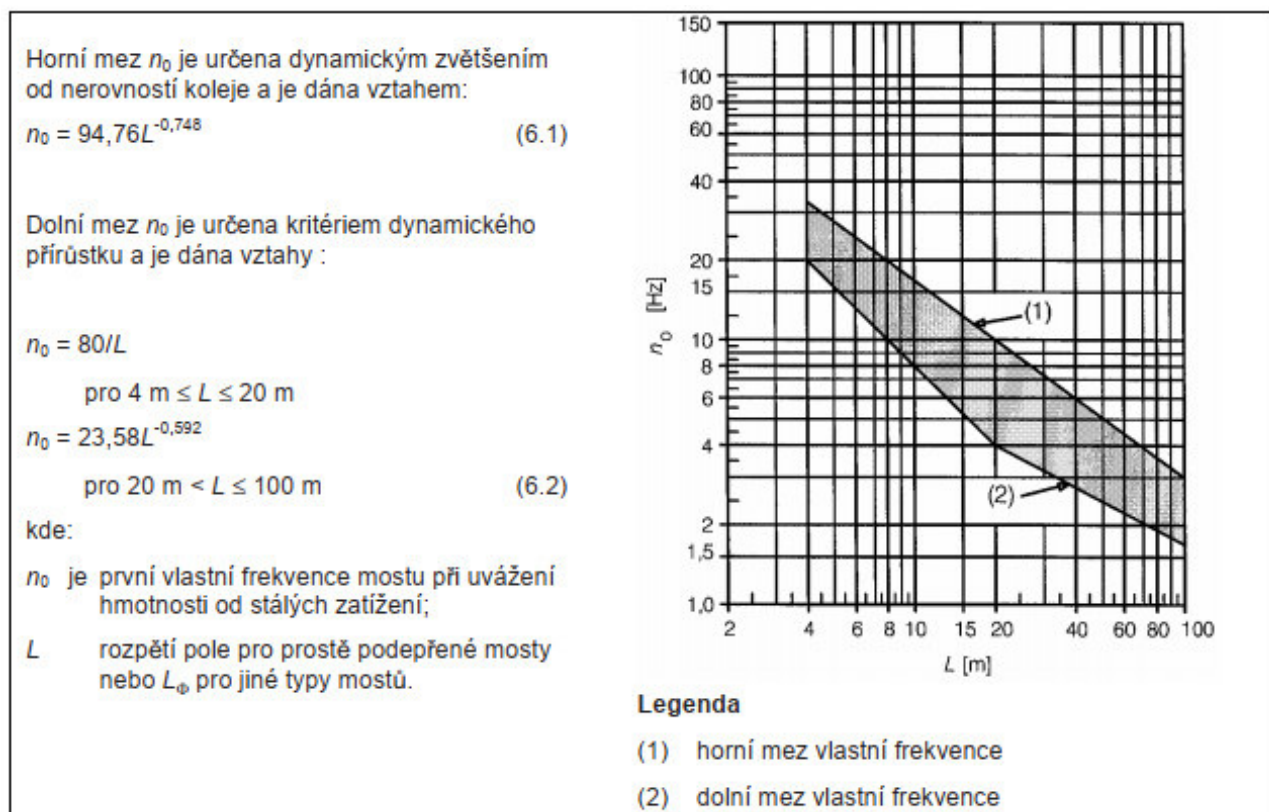 Horní mez n₀ je určena dynamickým zvětšením
od nerovností koleje a je dána vztahem:
n₀ = 94,76L⁻⁰,⁷⁴⁸ (6.1)
Dolní mez n₀ je určena kritériem dynamického
přírůstku a je dána vztahy :
n₀ = 80/L
pro 4 m ≤ L ≤ 20 m
n₀ = 23,58L⁻⁰,⁵⁹²
pro 20 m < L ≤ 100 m (6.2)
kde:
n₀ je první vlastní frekvence mostu při uvážení
hmotnosti od stálých zatížení;
L rozpětí pole pro prostě podepřené mosty
nebo LΦ pro jiné typy mostů.
150
100
80
60
40
20
15
10
8
6
4
2
1,5
1,0
n₀ [Hz]
(1)
(2)
2 4 6 8 10 15 20 40 60 80 100
L [m]
Legenda
(1) horní mez vlastní frekvence
(2) dolní mez vlastní frekvence